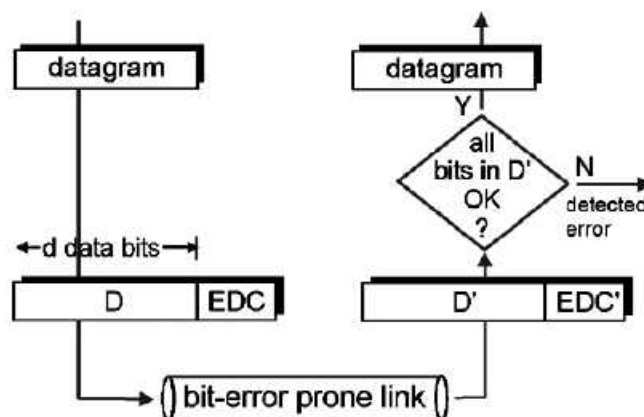 datagram
d data bits
D
EDC
bit-error prone link
datagram
Y
all
bits in D'
OK
?
N
detected
error
D'
EDC'